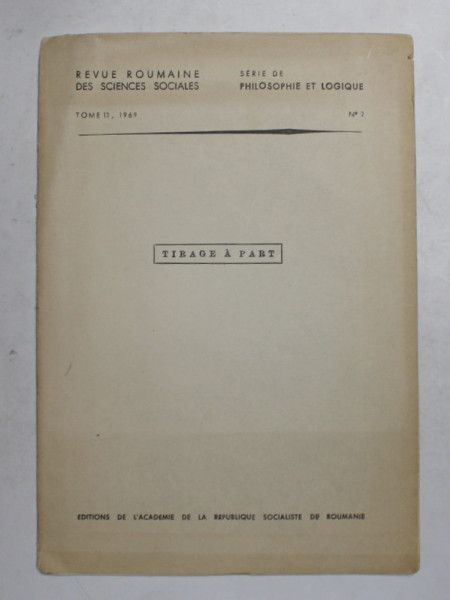 REVUE ROUMAINE
DES SCIENCES SOCIALES
SÉRIE DE
PHILOSOPHIE ET LOGIQUE
TOME 13, 1969
Nº 2
TIRAGE À PART
EDITIONS DE L'ACADEMIE DE LA REPUBLIQUE SOCIALISTE DE ROUMANIE